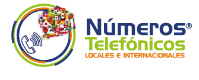 Números®
Telefónicos
LOCALES E INTERNACIONALES